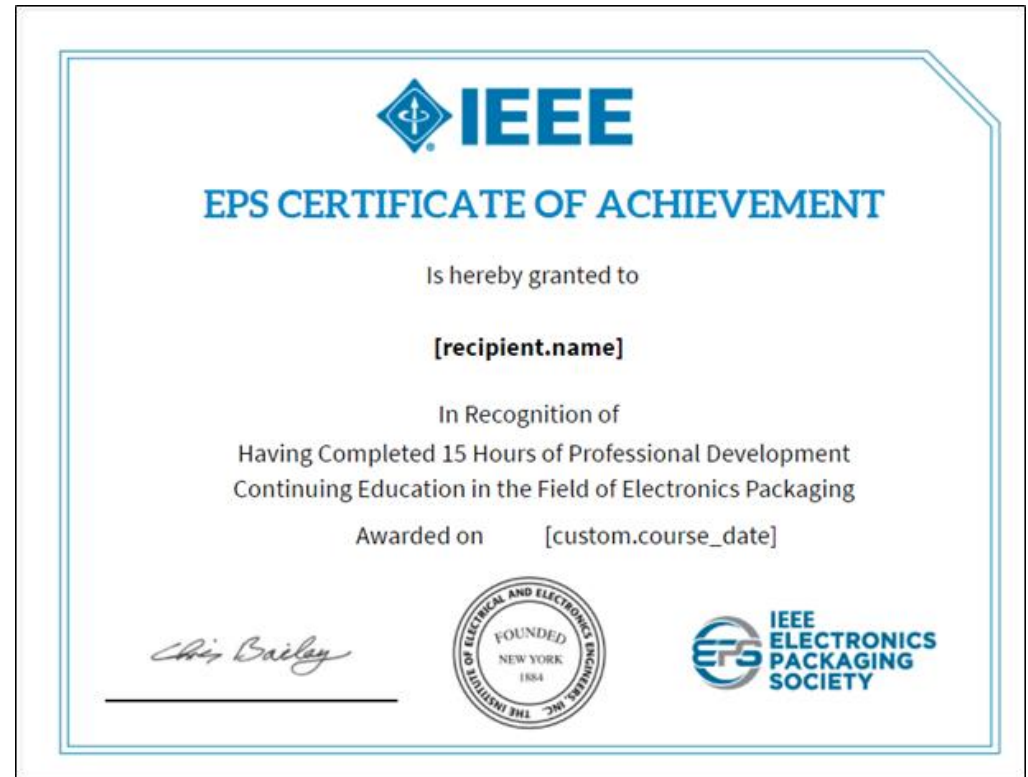 IEEE
EPS CERTIFICATE OF ACHIEVEMENT
Is hereby granted to
[recipient.name]
In Recognition of
Having Completed 15 Hours of Professional Development
Continuing Education in the Field of Electronics Packaging
Awarded on [custom.course_date]
Chris Bailey
THE INSTITUTE OF ELECTRICAL AND ELECTRONICS ENGINEERS, INC.
FOUNDED
NEW YORK
1884
EPS
IEEE
ELECTRONICS
PACKAGING
SOCIETY